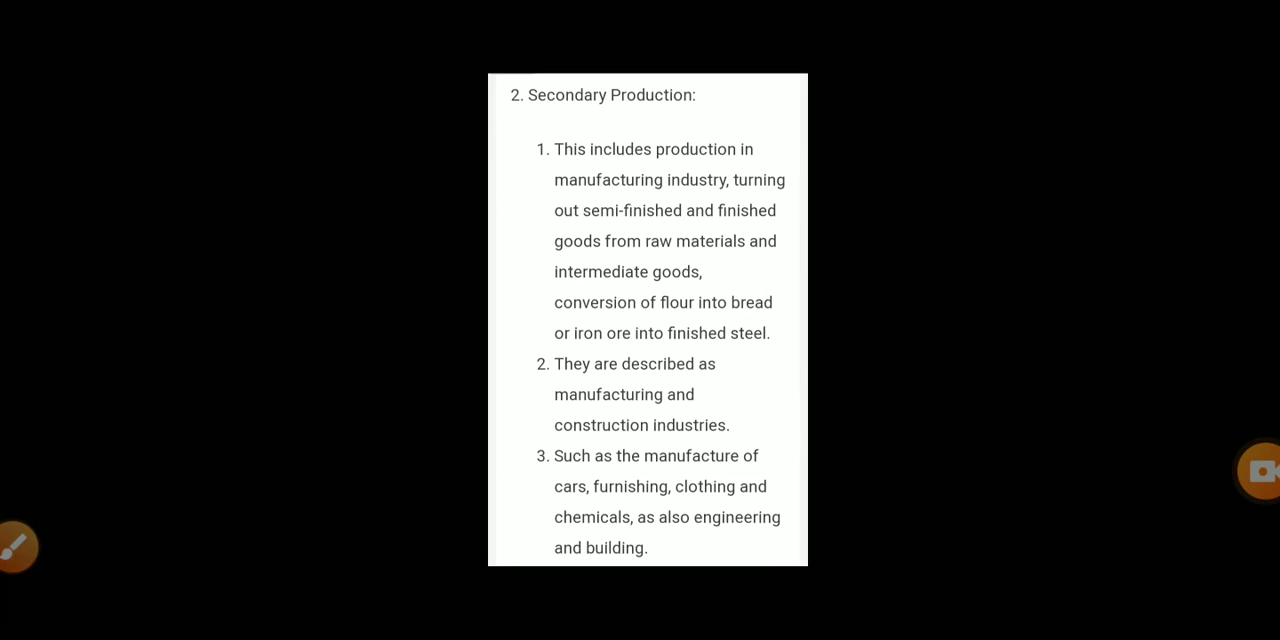 2. Secondary Production:
1. This includes production in
manufacturing industry, turning
out semi-finished and finished
goods from raw materials and
intermediate goods,
conversion of flour into bread
or iron ore into finished steel.
2. They are described as
manufacturing and
construction industries.
3. Such as the manufacture of
cars, furnishing, clothing and
chemicals, as also engineering
and building.